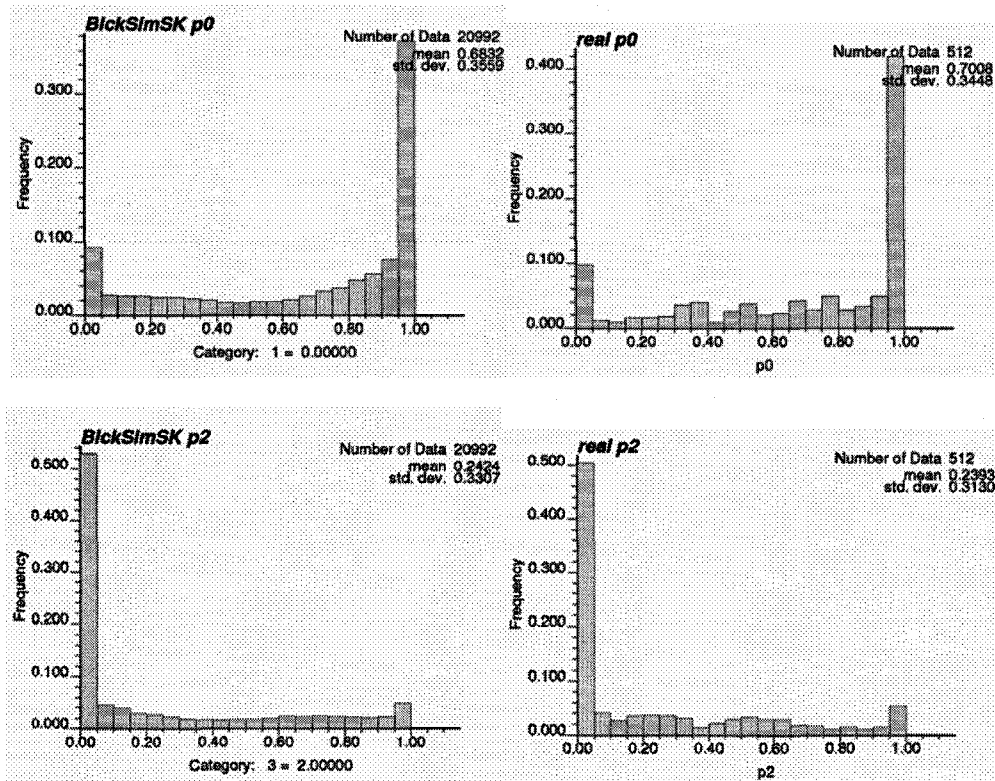 BlckSimSK p0
Number of Data 20992
mean 0.6832
std. dev. 0.3559
Frequency
0.300
0.200
0.100
0.000
0.00 0.20 0.40 0.60 0.80 1.00
Category: 1 = 0.00000
real p0
Number of Data 512
mean 0.7008
std. dev. 0.3448
Frequency
0.400
0.300
0.200
0.100
0.000
0.00 0.20 0.40 0.60 0.80 1.00
p0
BlckSimSK p2
Number of Data 20992
mean 0.2424
std. dev. 0.3307
Frequency
0.500
0.400
0.300
0.200
0.100
0.000
0.00 0.20 0.40 0.60 0.80 1.00
Category: 3 = 2.00000
real p2
Number of Data 512
mean 0.2393
std. dev. 0.3130
Frequency
0.500
0.400
0.300
0.200
0.100
0.000
0.00 0.20 0.40 0.60 0.80 1.00
p2